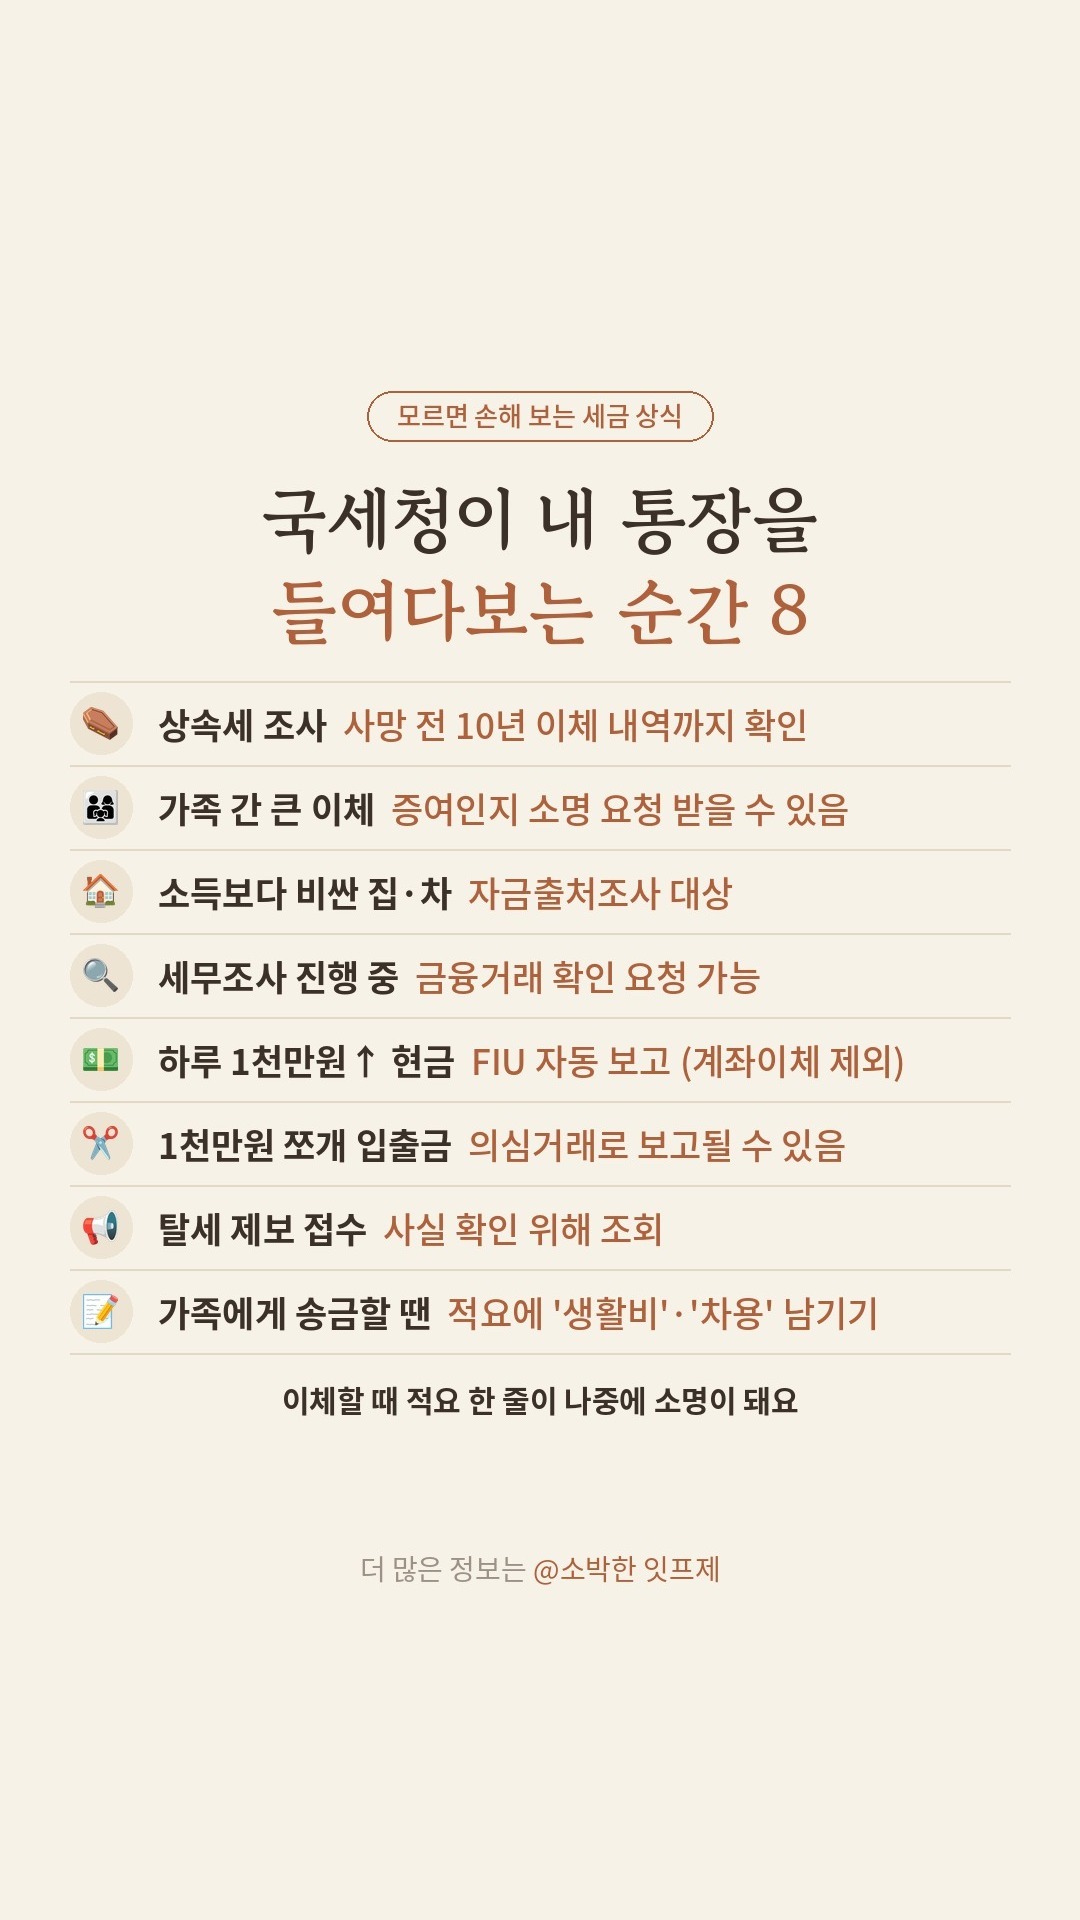 모르면 손해 보는 세금 상식
국세청이 내 통장을
들여다보는 순간 8
상속세 조사 사망 전 10년 이체 내역까지 확인
가족 간 큰 이체 증여인지 소명 요청 받을 수 있음
소득보다 비싼 집·차 자금출처조사 대상
세무조사 진행 중 금융거래 확인 요청 가능
하루 1천만원↑ 현금 FIU 자동 보고 (계좌이체 제외)
1천만원 쪼개 입출금 의심거래로 보고될 수 있음
탈세 제보 접수 사실 확인 위해 조회
가족에게 송금할 땐 적요에 '생활비'·'차용' 남기기
이체할 때 적요 한 줄이 나중에 소명이 돼요
더 많은 정보는 @소박한 잇프제